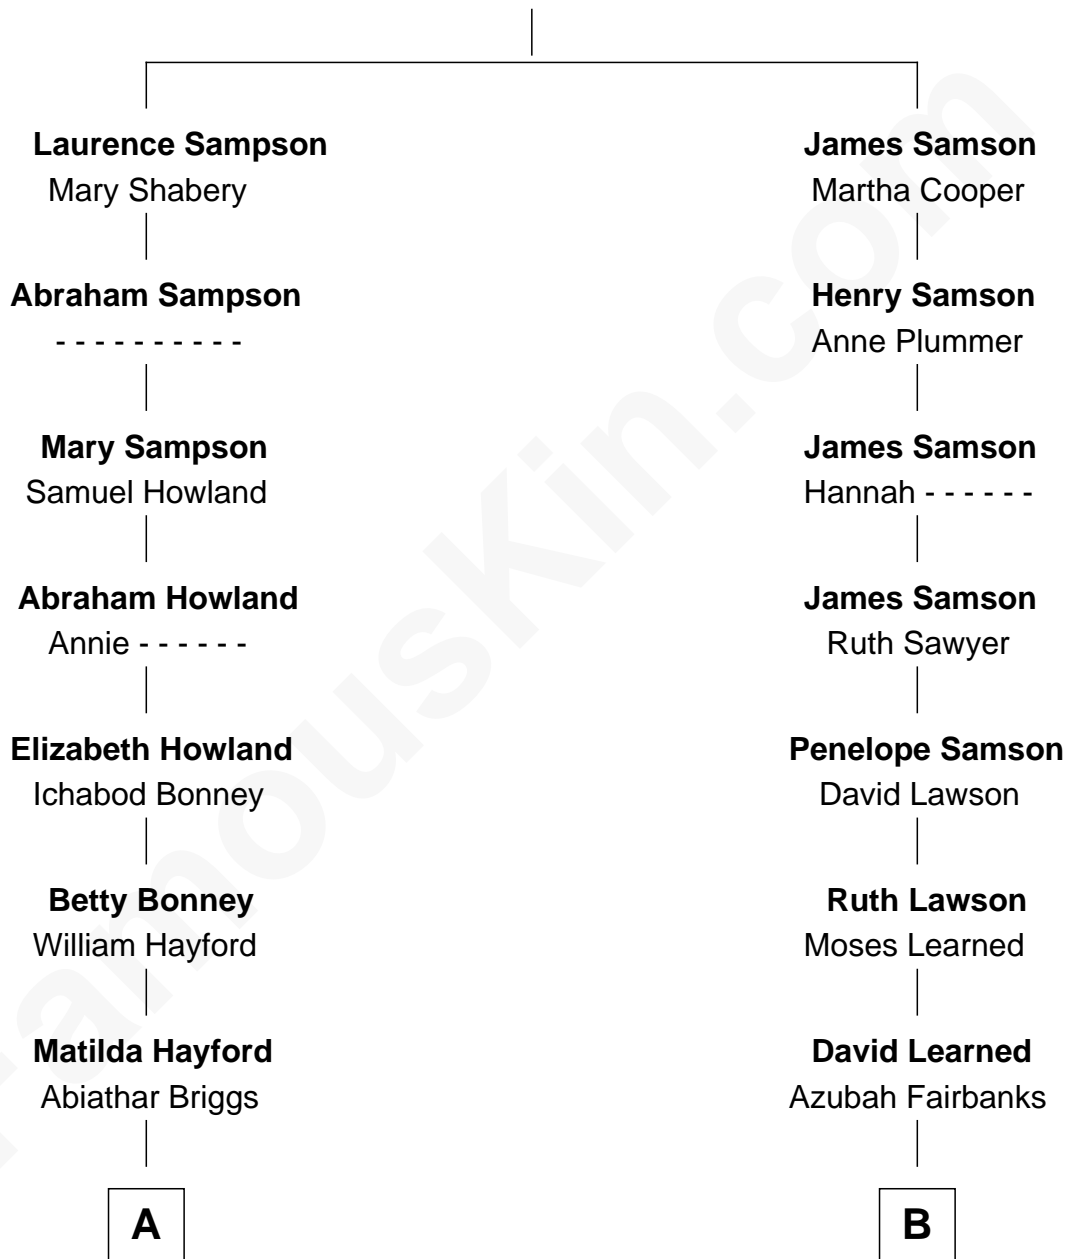 Laurence Sampson
Mary Shabery
James Samson
Martha Cooper
Abraham Sampson
- - - - - - - - - -
Henry Samson
Anne Plummer
Mary Sampson
Samuel Howland
James Samson
Hannah - - - - - -
Abraham Howland
Annie - - - - - -
James Samson
Ruth Sawyer
Elizabeth Howland
Ichabod Bonney
Penelope Samson
David Lawson
Betty Bonney
William Hayford
Ruth Lawson
Moses Learned
Matilda Hayford
Abiathar Briggs
David Learned
Azubah Fairbanks
A
B
FamousKin.com